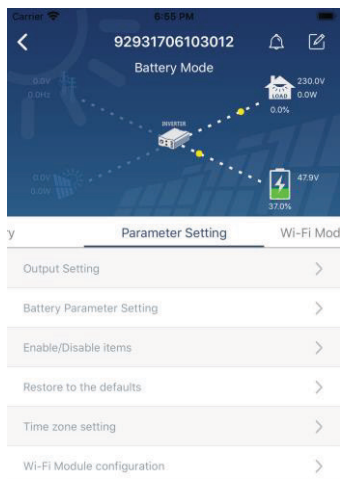 Carrier 6:55 PM
92931706103012
Battery Mode
0.0V
0.0Hz
230.0V
0.0W
LOAD
0.0%
INVERTER
0.0V
0.0W
47.9V
37.0%
ry Parameter Setting Wi-Fi Mod
Output Setting
Battery Parameter Setting
Enable/Disable items
Restore to the defaults
Time zone setting
Wi-Fi Module configuration